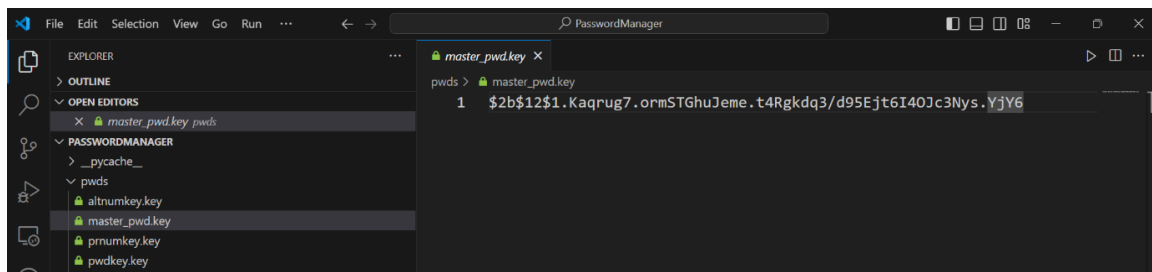 File Edit Selection View Go Run ··· ← → PasswordManager
EXPLORER ···
OUTLINE
OPEN EDITORS
× master_pwd.key pwds
PASSWORDMANAGER
__pycache__
pwds
altnumkey.key
master_pwd.key
prnumkey.key
pwdkey.key
master_pwd.key ×
pwds > master_pwd.key
1 $2b$12$1.Kaqrug7.ormSTGhuJeme.t4Rgkdq3/d95Ejt6I4OJc3Nys.YjY6